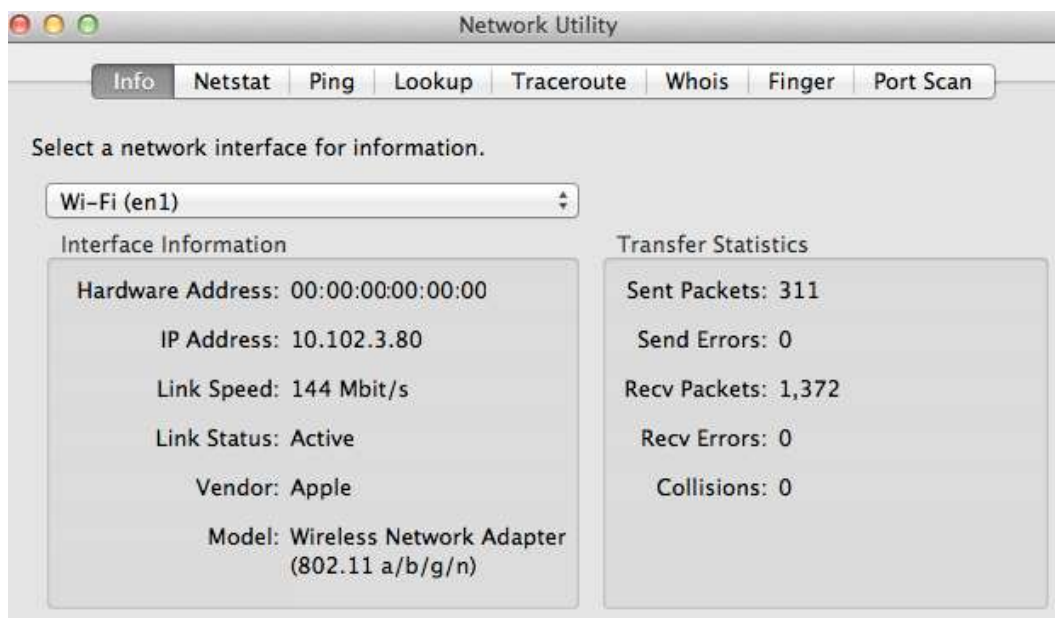 Network Utility
Info Netstat Ping Lookup Traceroute Whois Finger Port Scan
Select a network interface for information.
Wi-Fi (en1)
Interface Information
Hardware Address: 00:00:00:00:00:00
IP Address: 10.102.3.80
Link Speed: 144 Mbit/s
Link Status: Active
Vendor: Apple
Model: Wireless Network Adapter
(802.11 a/b/g/n)
Transfer Statistics
Sent Packets: 311
Send Errors: 0
Recv Packets: 1,372
Recv Errors: 0
Collisions: 0